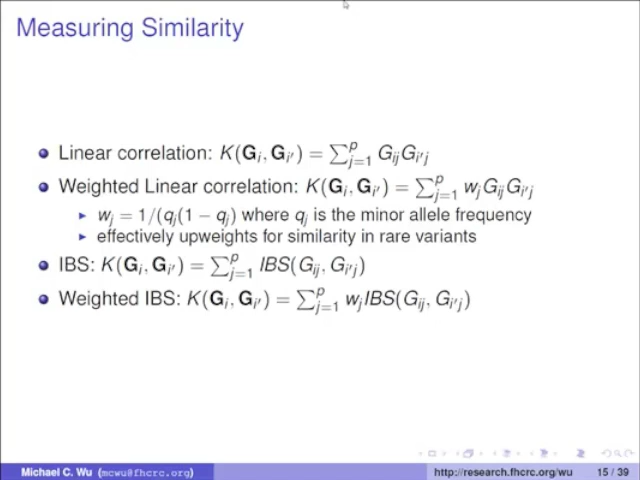 Measuring Similarity
Linear correlation: K(G_i, G_i') = ∑_{j=1}^p G_ij G_i'j
Weighted Linear correlation: K(G_i, G_i') = ∑_{j=1}^p w_j G_ij G_i'j
w_j = 1/(q_j(1 − q_j) where q_j is the minor allele frequency
effectively upweights for similarity in rare variants
IBS: K(G_i, G_i') = ∑_{j=1}^p IBS(G_ij, G_i'j)
Weighted IBS: K(G_i, G_i') = ∑_{j=1}^p w_j IBS(G_ij, G_i'j)
Michael C. Wu (mcwu@fhcrc.org) http://research.fhcrc.org/wu 15 / 39